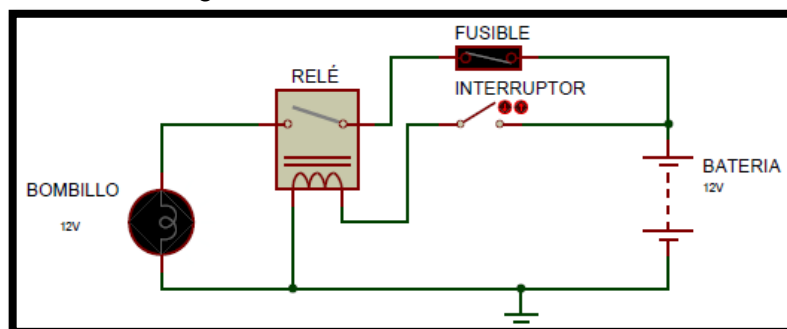 FUSIBLE
RELÉ
INTERRUPTOR
BATERIA
12V
BOMBILLO
12V